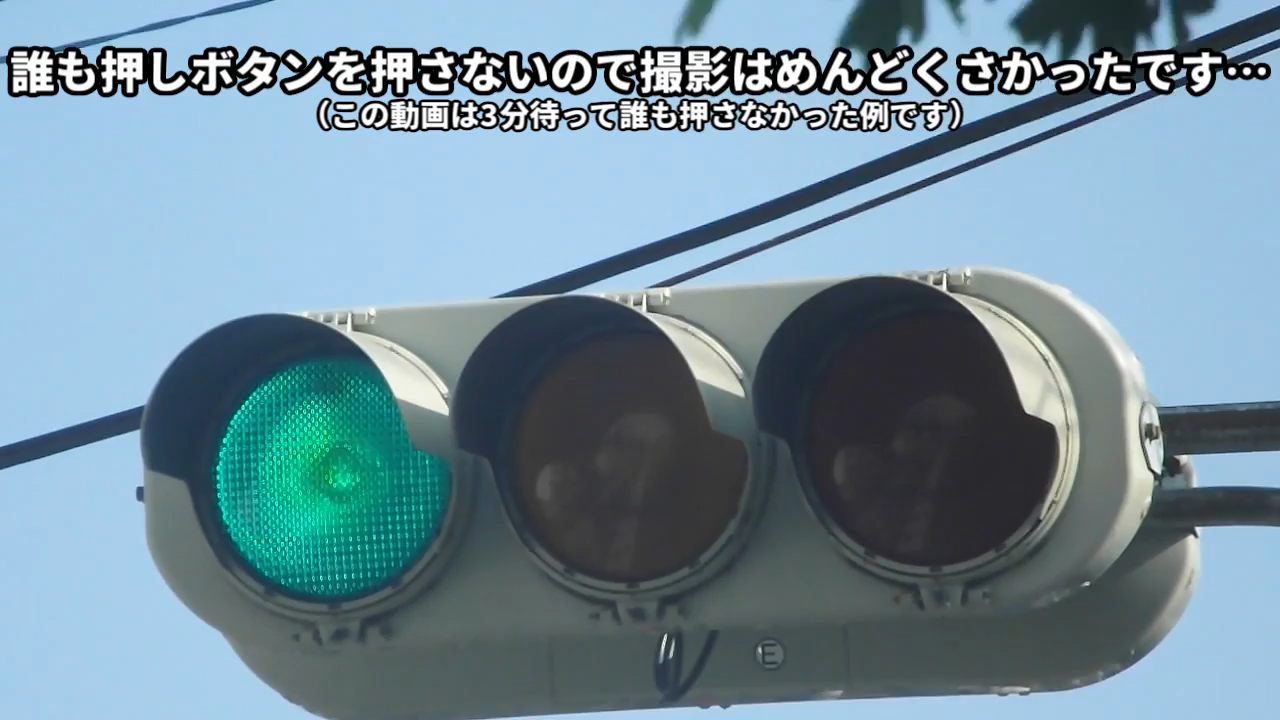 誰も押しボタンを押さないので撮影はめんどくさかったです…
（この動画は3分待って誰も押さなかった例です）
E